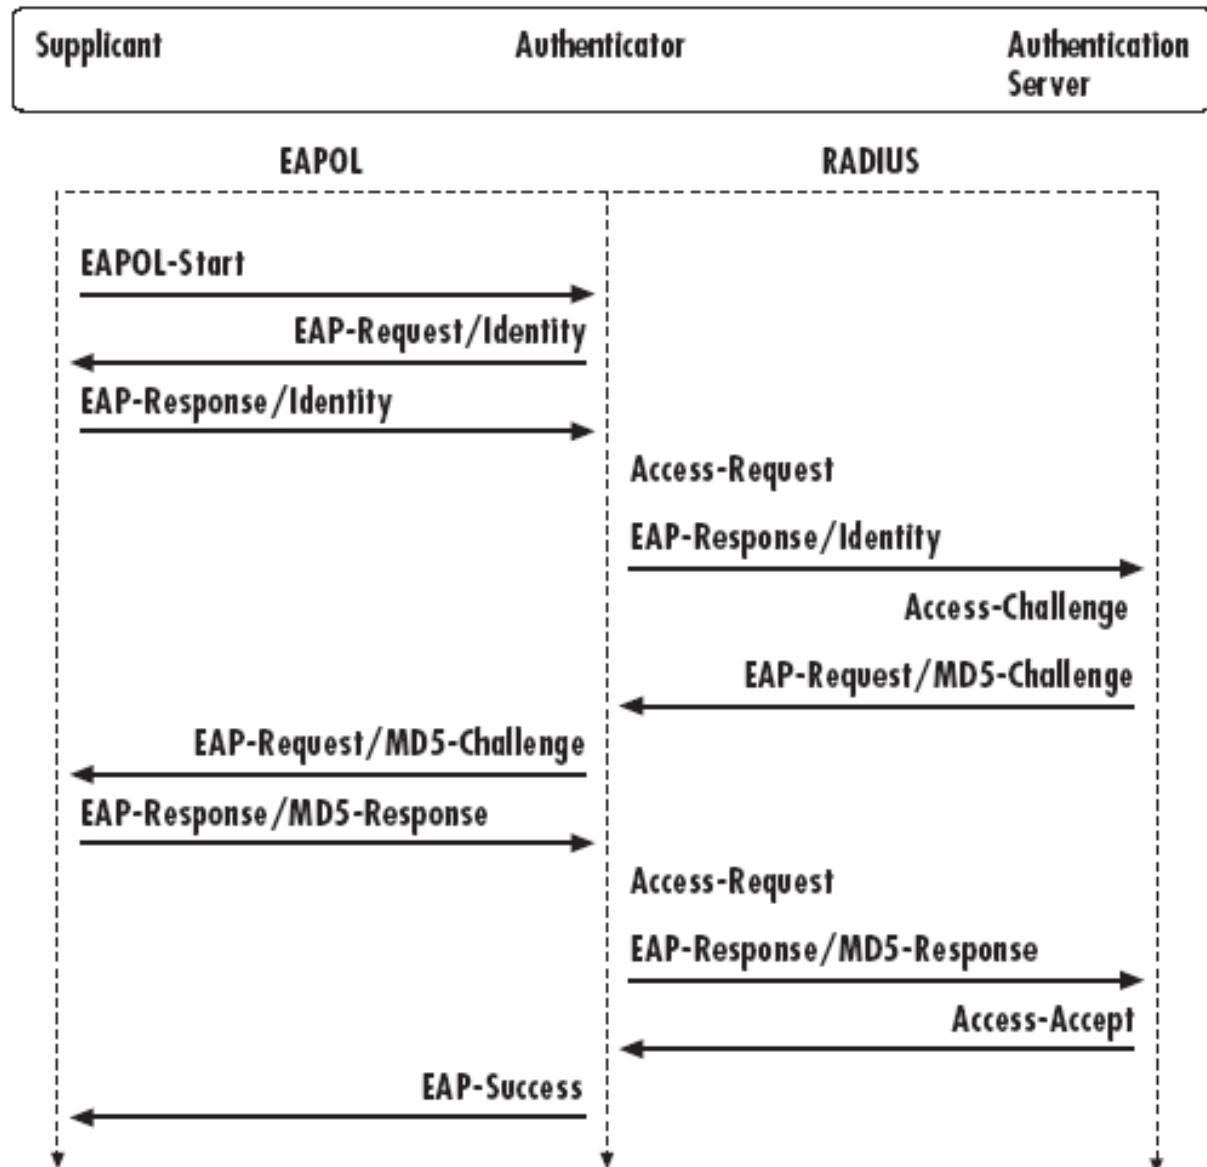 Supplicant
Authenticator
Authentication
Server
EAPOL
RADIUS
EAPOL-Start
EAP-Request/Identity
EAP-Response/Identity
Access-Request
EAP-Response/Identity
Access-Challenge
EAP-Request/MD5-Challenge
EAP-Request/MD5-Challenge
EAP-Response/MD5-Response
Access-Request
EAP-Response/MD5-Response
Access-Accept
EAP-Success